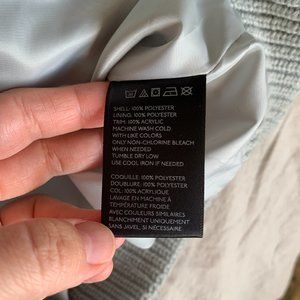 SHELL: 100% POLYESTER
LINING: 100% POLYESTER
TRIM: 100% ACRYLIC
MACHINE WASH COLD
WITH LIKE COLORS
ONLY NON-CHLORINE BLEACH
WHEN NEEDED
TUMBLE DRY LOW
USE COOL IRON IF NEEDED
COQUILLE: 100% POLYESTER
DOUBLURE: 100% POLYESTER
COL: 100% ACRYLIQUE
LAVAGE EN MACHINE À
TEMPÉRATURE FROIDE
AVEC COULEURS SIMILAIRES
BLANCHIMENT UNIQUEMENT
SANS JAVEL, SI NÉCESSAIRE